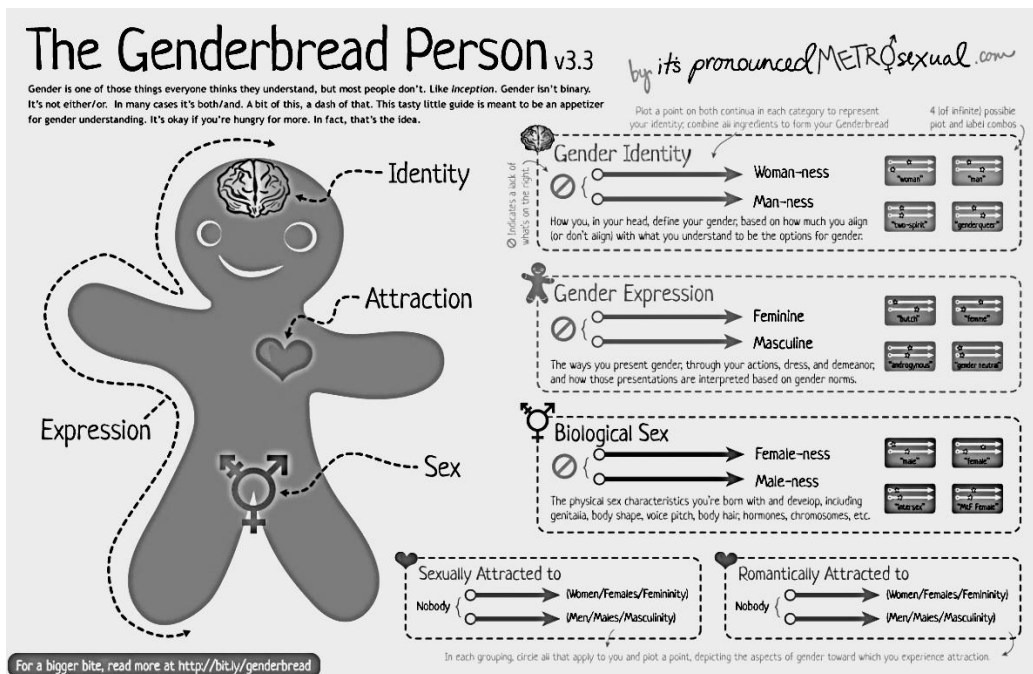 The Genderbread Person v3.3
by it's pronounced METROsexual.com
Gender is one of those things everyone thinks they understand, but most people don't. Like Inception. Gender isn't binary.
It's not either/or. In many cases it's both/and. A bit of this, a dash of that. This tasty little guide is meant to be an appetizer
for gender understanding. It's okay if you're hungry for more. In fact, that's the idea.
Identity
Attraction
Expression
Sex
Plot a point on both continua in each category to represent
your identity; combine all ingredients to form your Genderbread
4 (of infinite) possible
plot and label combos
⊘ Indicates a lack of
what's on the right.
Gender Identity
Woman-ness
Man-ness
How you, in your head, define your gender, based on how much you align
(or don't align) with what you understand to be the options for gender.
"woman"
"man"
"two-spirit"
"genderqueer"
Gender Expression
Feminine
Masculine
The ways you present gender, through your actions, dress, and demeanor,
and how those presentations are interpreted based on gender norms.
"butch"
"femme"
"androgynous"
"gender neutral"
Biological Sex
Female-ness
Male-ness
The physical sex characteristics you're born with and develop, including
genitalia, body shape, voice pitch, body hair, hormones, chromosomes, etc.
"male"
"female"
"intersex"
"MtF Female"
Sexually Attracted to
Nobody
(Women/Females/Femininity)
(Men/Males/Masculinity)
Romantically Attracted to
Nobody
(Women/Females/Femininity)
(Men/Males/Masculinity)
In each grouping, circle all that apply to you and plot a point, depicting the aspects of gender toward which you experience attraction.
For a bigger bite, read more at http://bit.ly/genderbread